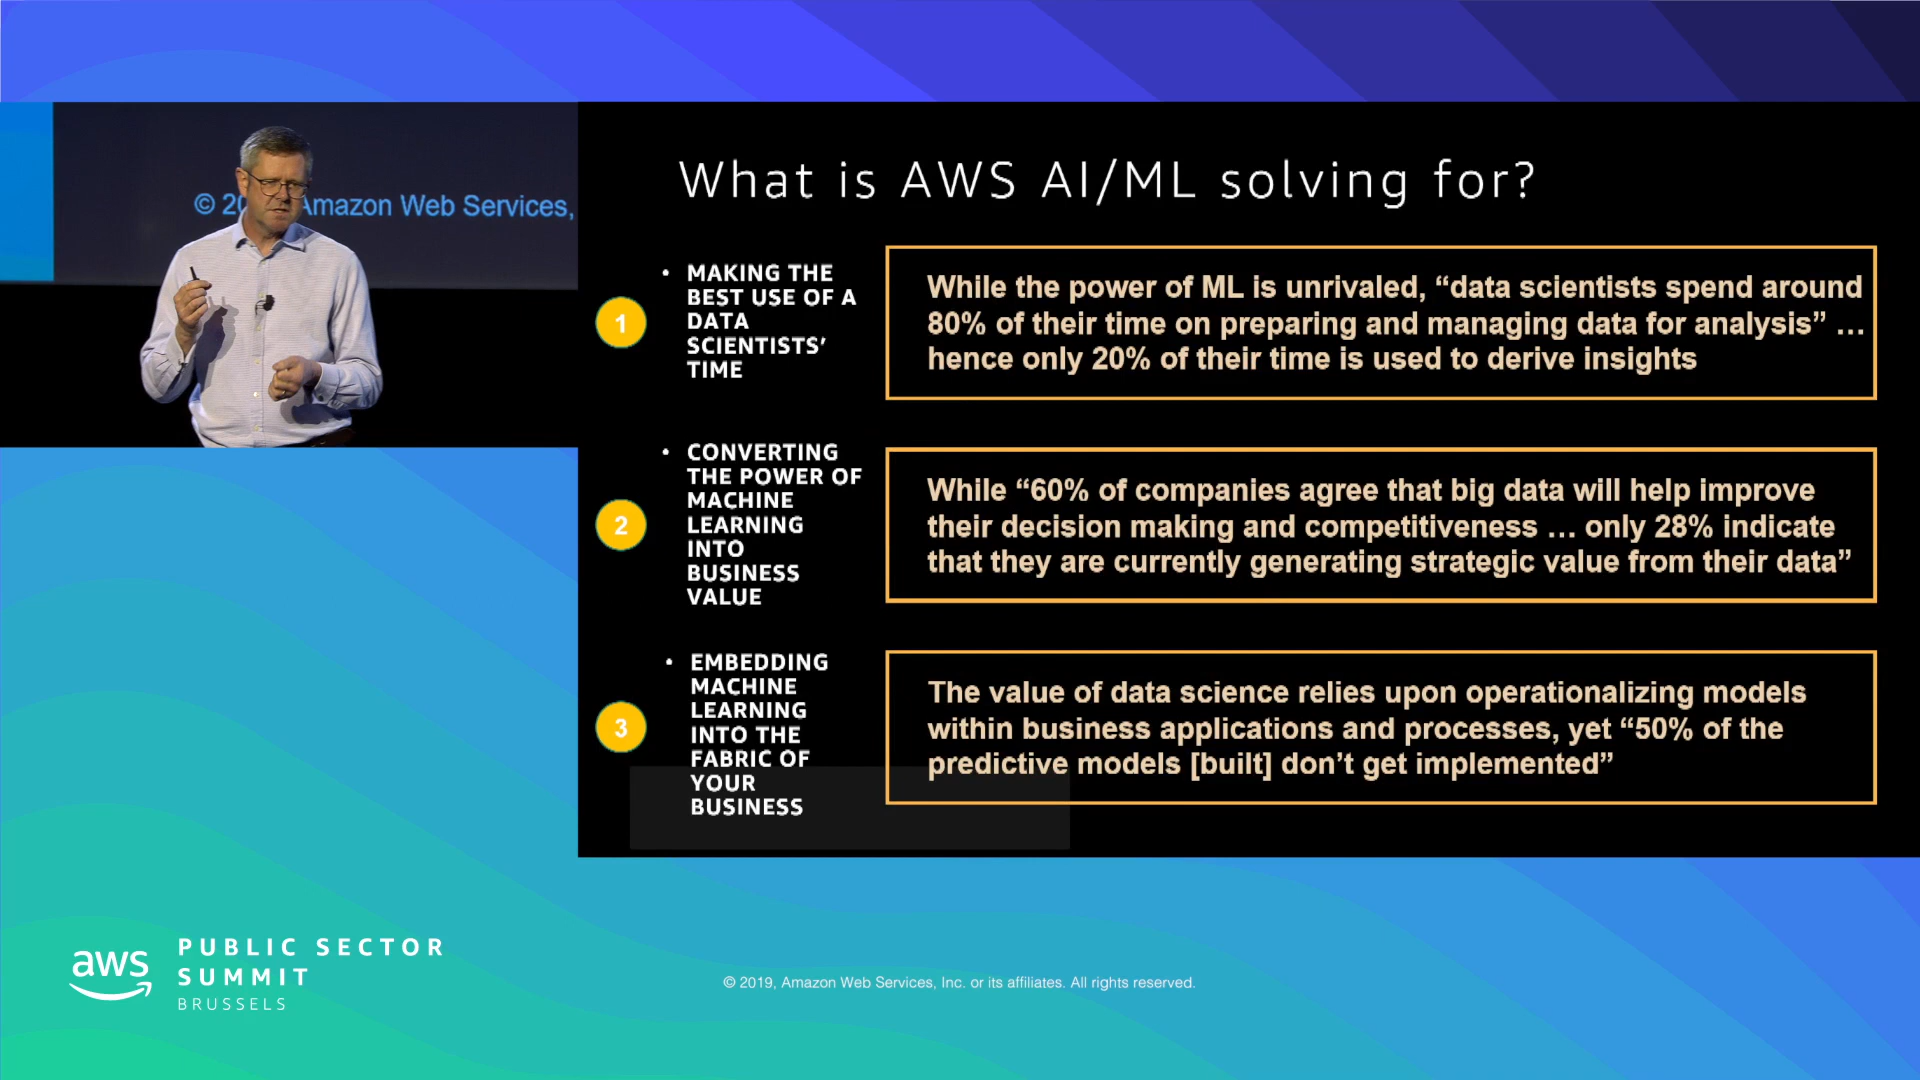 © 20 Amazon Web Services,
What is AWS AI/ML solving for?
1
• MAKING THE
BEST USE OF A
DATA
SCIENTISTS’
TIME
While the power of ML is unrivaled, “data scientists spend around
80% of their time on preparing and managing data for analysis” ...
hence only 20% of their time is used to derive insights
2
• CONVERTING
THE POWER OF
MACHINE
LEARNING
INTO
BUSINESS
VALUE
While “60% of companies agree that big data will help improve
their decision making and competitiveness ... only 28% indicate
that they are currently generating strategic value from their data”
3
• EMBEDDING
MACHINE
LEARNING
INTO THE
FABRIC OF
YOUR
BUSINESS
The value of data science relies upon operationalizing models
within business applications and processes, yet “50% of the
predictive models [built] don’t get implemented”
aws
PUBLIC SECTOR
SUMMIT
BRUSSELS
© 2019, Amazon Web Services, Inc. or its affiliates. All rights reserved.